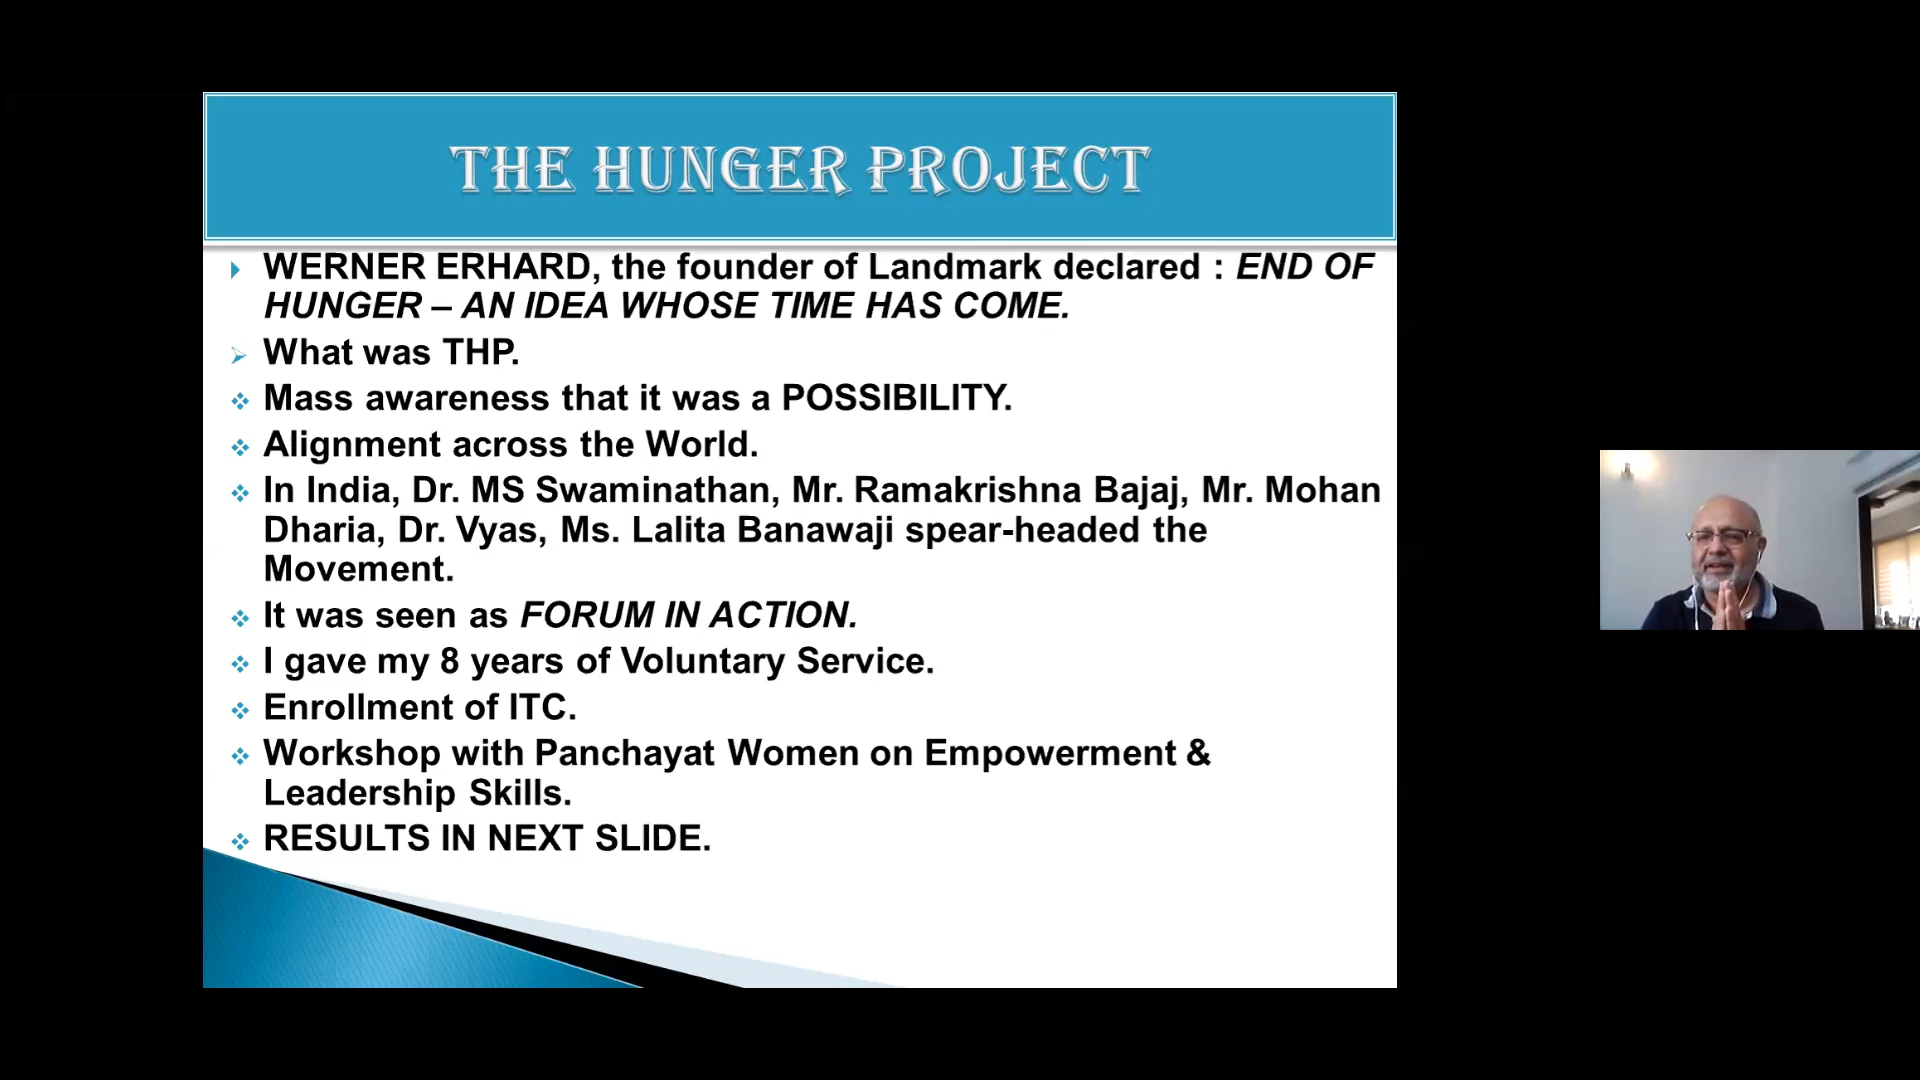 THE HUNGER PROJECT
WERNER ERHARD, the founder of Landmark declared : END OF
HUNGER – AN IDEA WHOSE TIME HAS COME.
What was THP.
Mass awareness that it was a POSSIBILITY.
Alignment across the World.
In India, Dr. MS Swaminathan, Mr. Ramakrishna Bajaj, Mr. Mohan
Dharia, Dr. Vyas, Ms. Lalita Banawaji spear-headed the
Movement.
It was seen as FORUM IN ACTION.
I gave my 8 years of Voluntary Service.
Enrollment of ITC.
Workshop with Panchayat Women on Empowerment &
Leadership Skills.
RESULTS IN NEXT SLIDE.